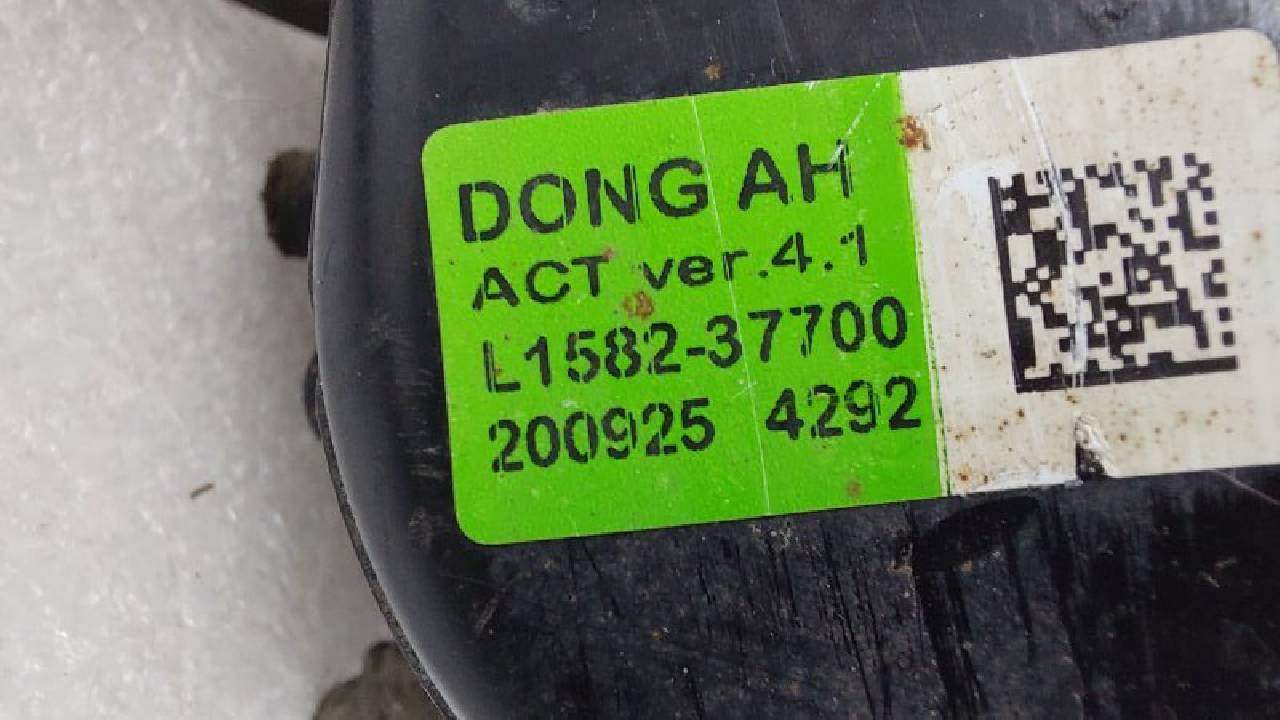 DONG AH
ACT ver.4.1
L1582-37700
200925 4292